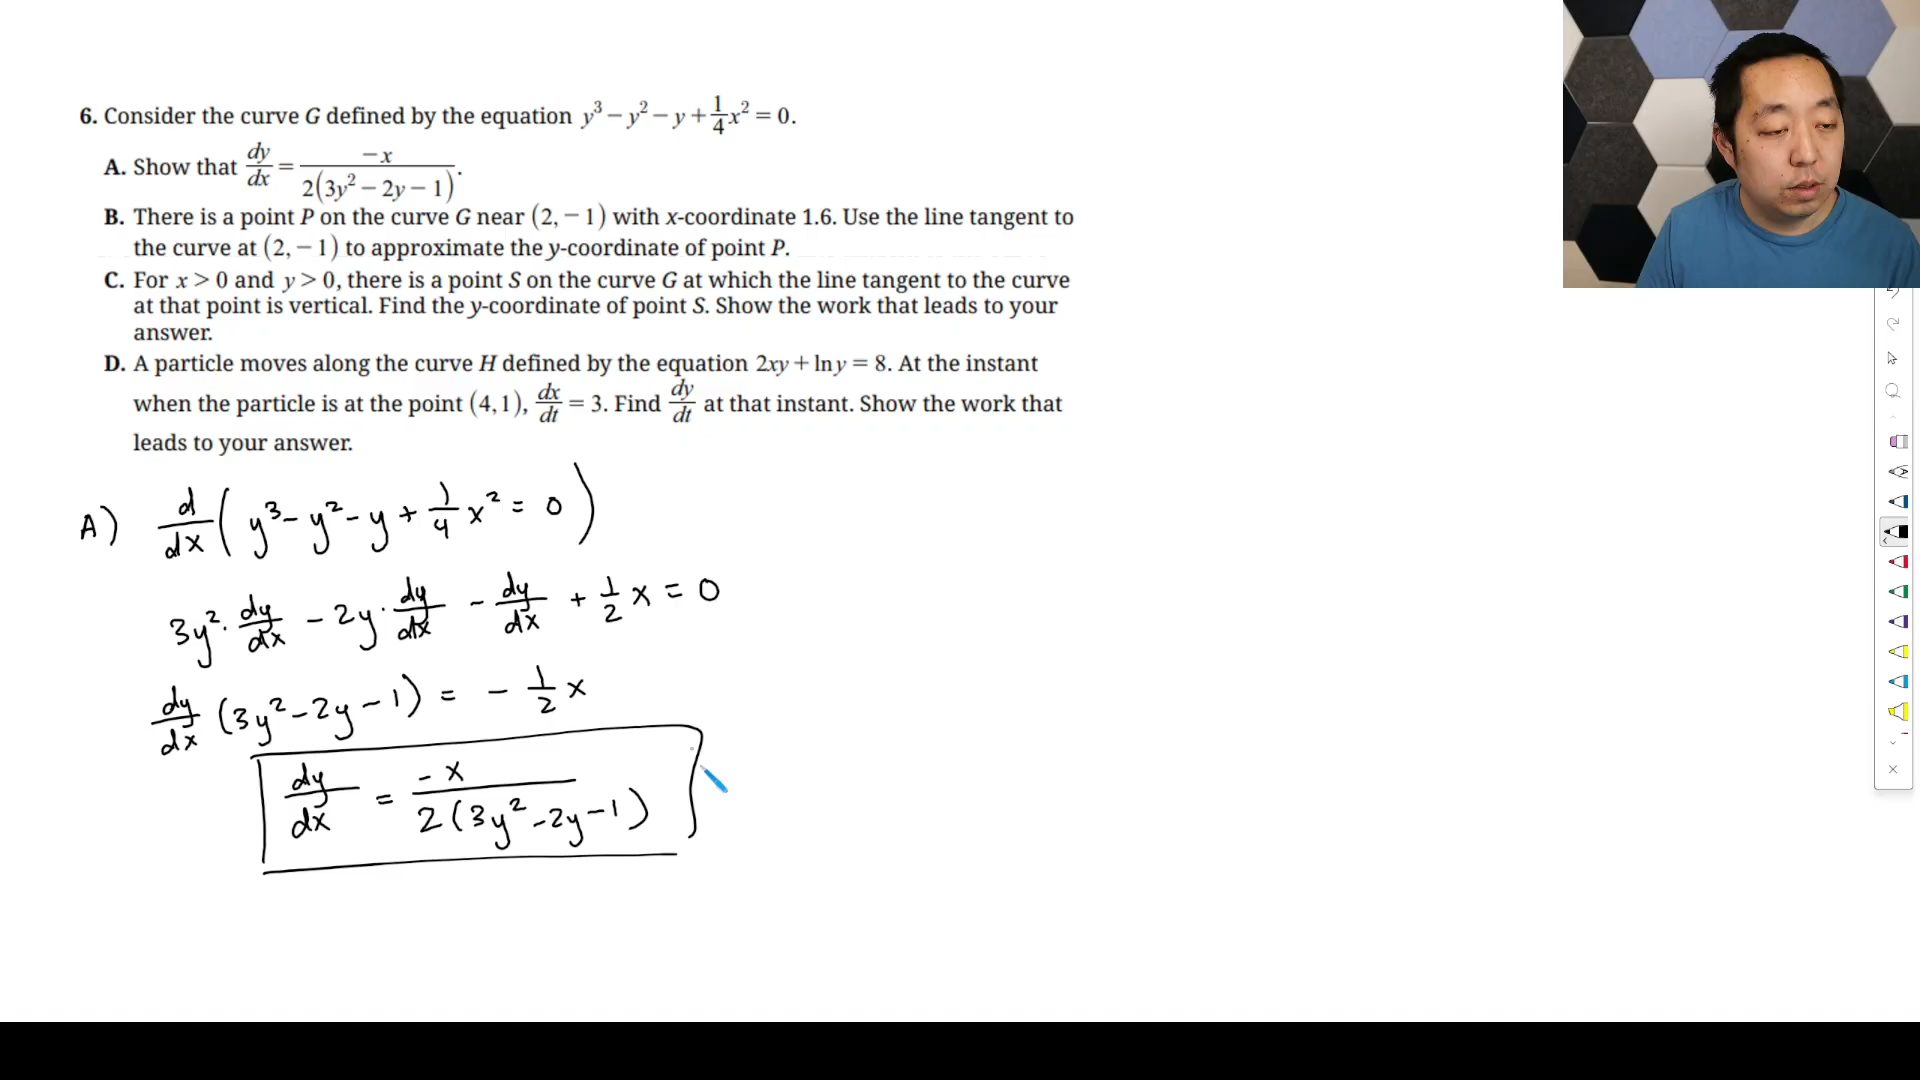 6. Consider the curve G defined by the equation y³ − y² − y + 1/4 x² = 0.
A. Show that dy/dx = −x / 2(3y² − 2y − 1).
B. There is a point P on the curve G near (2, −1) with x-coordinate 1.6. Use the line tangent to
the curve at (2, −1) to approximate the y-coordinate of point P.
C. For x > 0 and y > 0, there is a point S on the curve G at which the line tangent to the curve
at that point is vertical. Find the y-coordinate of point S. Show the work that leads to your
answer.
D. A particle moves along the curve H defined by the equation 2xy + ln y = 8. At the instant
when the particle is at the point (4, 1), dx/dt = 3. Find dy/dt at that instant. Show the work that
leads to your answer.
A) d/dx ( y³ − y² − y + 1/4 x² = 0 )
3y² · dy/dx − 2y · dy/dx − dy/dx + 1/2 x = 0
dy/dx (3y² − 2y − 1) = − 1/2 x
dy/dx = −x / 2(3y² − 2y − 1)